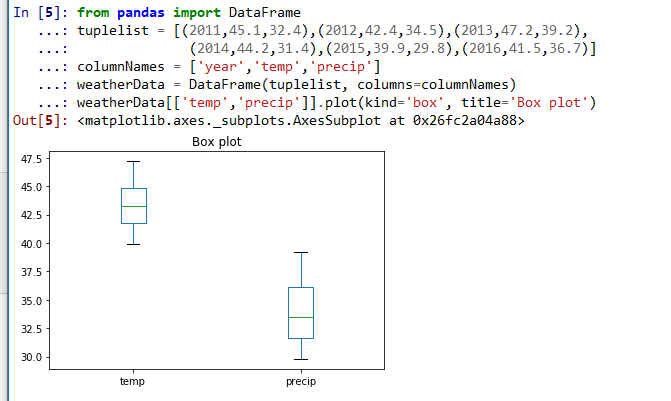 In [5]: from pandas import DataFrame
   ...: tuplelist = [(2011,45.1,32.4),(2012,42.4,34.5),(2013,47.2,39.2),
   ...:              (2014,44.2,31.4),(2015,39.9,29.8),(2016,41.5,36.7)]
   ...: columnNames = ['year','temp','precip']
   ...: weatherData = DataFrame(tuplelist, columns=columnNames)
   ...: weatherData[['temp','precip']].plot(kind='box', title='Box plot')
Out[5]: <matplotlib.axes._subplots.AxesSubplot at 0x26fc2a04a88>
Box plot
47.5
45.0
42.5
40.0
37.5
35.0
32.5
30.0
temp precip